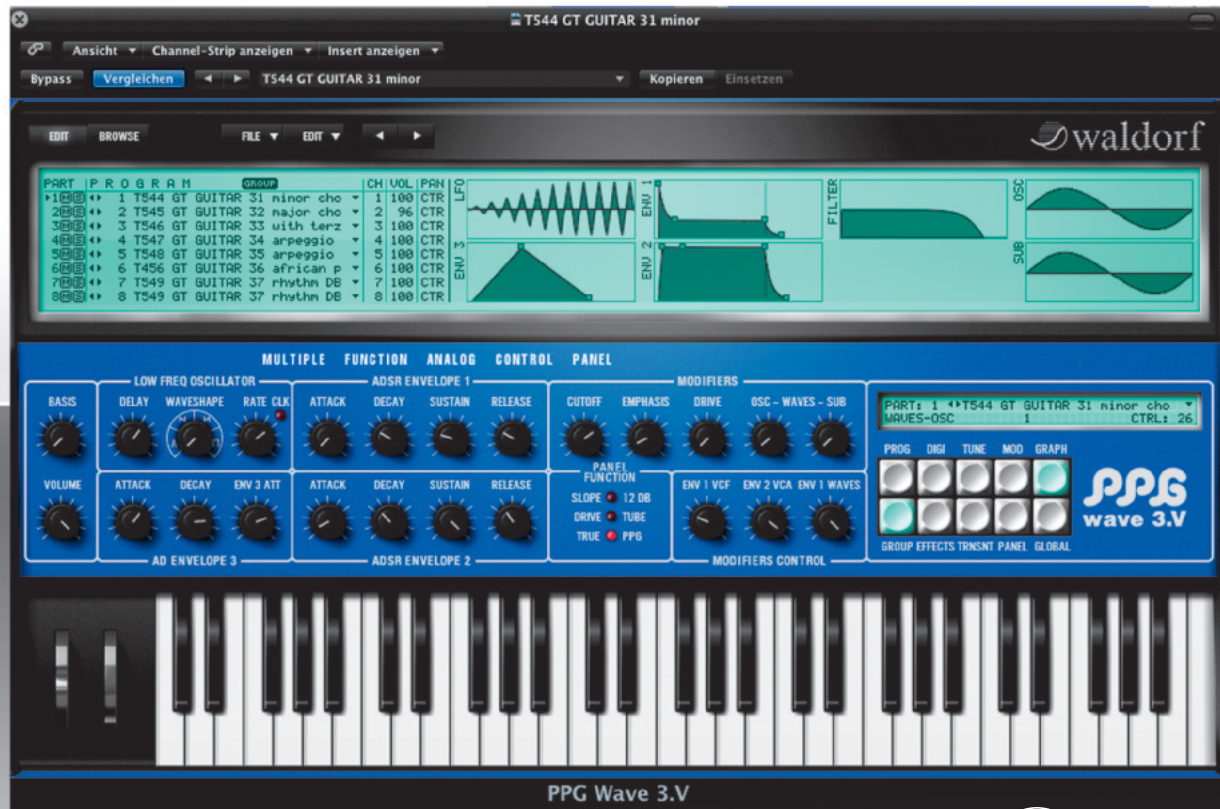 T544 GT GUITAR 31 minor
Ansicht Channel-Strip anzeigen Insert anzeigen
Bypass Vergleichen T544 GT GUITAR 31 minor Kopieren Einsetzen
EDIT BROWSE FILE EDIT waldorf
PART PROGRAM GROUP CH VOL PAN
1 M S 1 T544 GT GUITAR 31 minor cho 1 100 CTR
2 M S 2 T545 GT GUITAR 32 major cho 2 96 CTR
3 M S 3 T546 GT GUITAR 33 with terz 3 100 CTR
4 M S 4 T547 GT GUITAR 34 arpeggio 4 100 CTR
5 M S 5 T548 GT GUITAR 35 arpeggio 5 100 CTR
6 M S 6 T456 GT GUITAR 36 african p 6 100 CTR
7 M S 7 T549 GT GUITAR 37 rhythm DB 7 100 CTR
8 M S 8 T549 GT GUITAR 37 rhythm DB 8 100 CTR
LFO ENV 1 FILTER OSC
ENV 3 ENV 2 SUB
MULTIPLE FUNCTION ANALOG CONTROL PANEL
LOW FREQ OSCILLATOR ADSR ENVELOPE 1 MODIFIERS
BASIS DELAY WAVESHAPE RATE CLK ATTACK DECAY SUSTAIN RELEASE CUTOFF EMPHASIS DRIVE OSC - WAVES - SUB
PART: 1 T544 GT GUITAR 31 minor cho
WAVES-OSC 1 CTRL: 26
PROG DIGI TUNE MOD GRAPH
PANEL
FUNCTION
VOLUME ATTACK DECAY ENV 3 ATT ATTACK DECAY SUSTAIN RELEASE
SLOPE 12 DB
DRIVE TUBE
TRUE PPG
ENV 1 VCF ENV 2 VCA ENV 1 WAVES
PPG
wave 3.V
GROUP EFFECTS TRNSNT PANEL GLOBAL
AD ENVELOPE 3 ADSR ENVELOPE 2 MODIFIERS CONTROL
PPG Wave 3.V